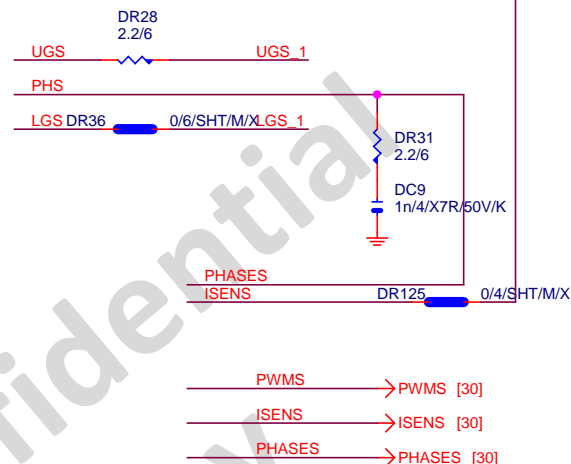 DR28
2.2/6
UGS
UGS_1
PHS
LGS DR36 0/6/SHT/M/X LGS_1
DR31
2.2/6
DC9
1n/4/X7R/50V/K
PHASES
ISENS
DR125 0/4/SHT/M/X
PWMS PWMS [30]
ISENS ISENS [30]
PHASES PHASES [30]
fidential